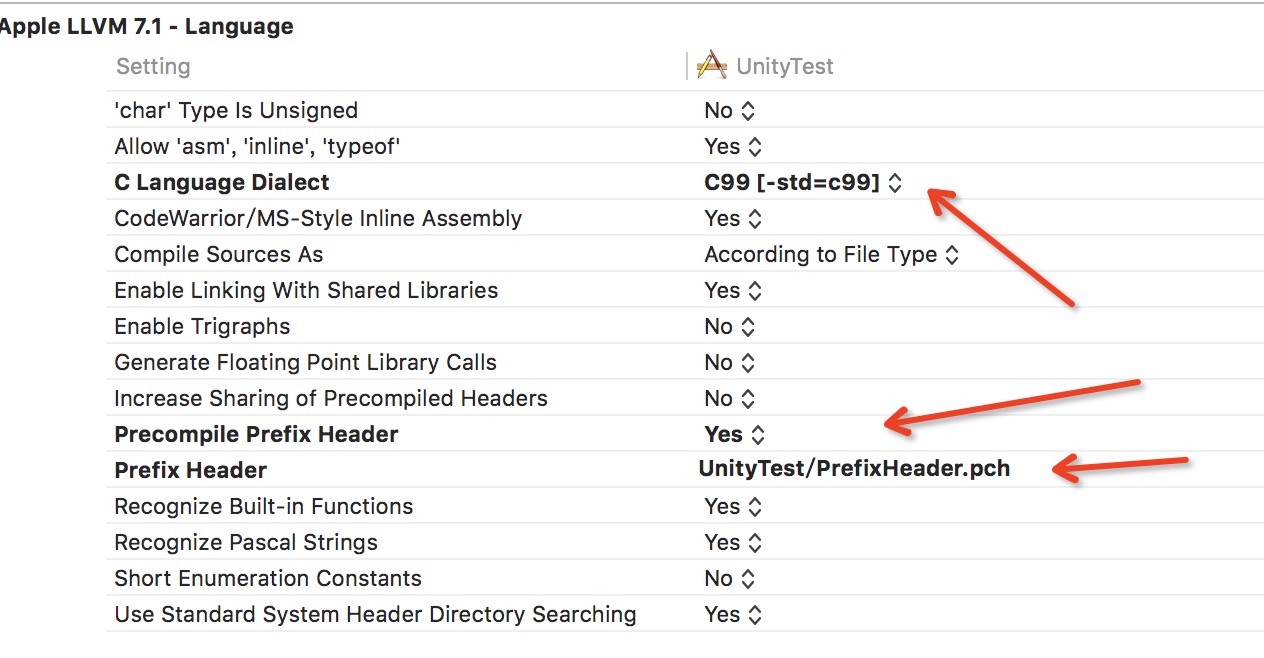 Apple LLVM 7.1 - Language
Setting UnityTest
'char' Type Is Unsigned No
Allow 'asm', 'inline', 'typeof' Yes
C Language Dialect C99 [-std=c99]
CodeWarrior/MS-Style Inline Assembly Yes
Compile Sources As According to File Type
Enable Linking With Shared Libraries Yes
Enable Trigraphs No
Generate Floating Point Library Calls No
Increase Sharing of Precompiled Headers No
Precompile Prefix Header Yes
Prefix Header UnityTest/PrefixHeader.pch
Recognize Built-in Functions Yes
Recognize Pascal Strings Yes
Short Enumeration Constants No
Use Standard System Header Directory Searching Yes